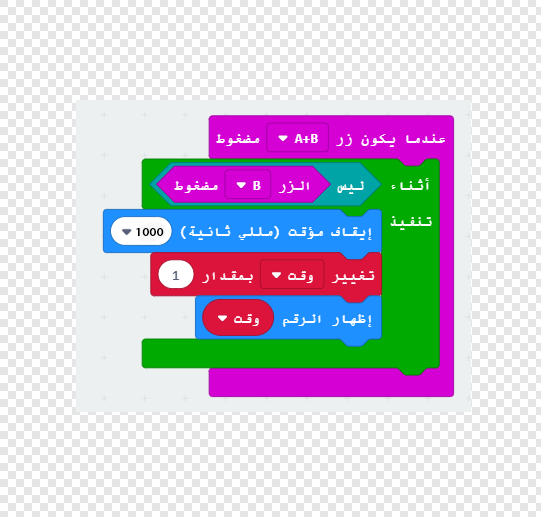 عندما يكون زر A+B مضغوط
أثناء ليس الزر B مضغوط
تنفيذ
إيقاف مؤقت (مللي ثانية) 1000
تغيير وقت بمقدار 1
إظهار الرقم وقت